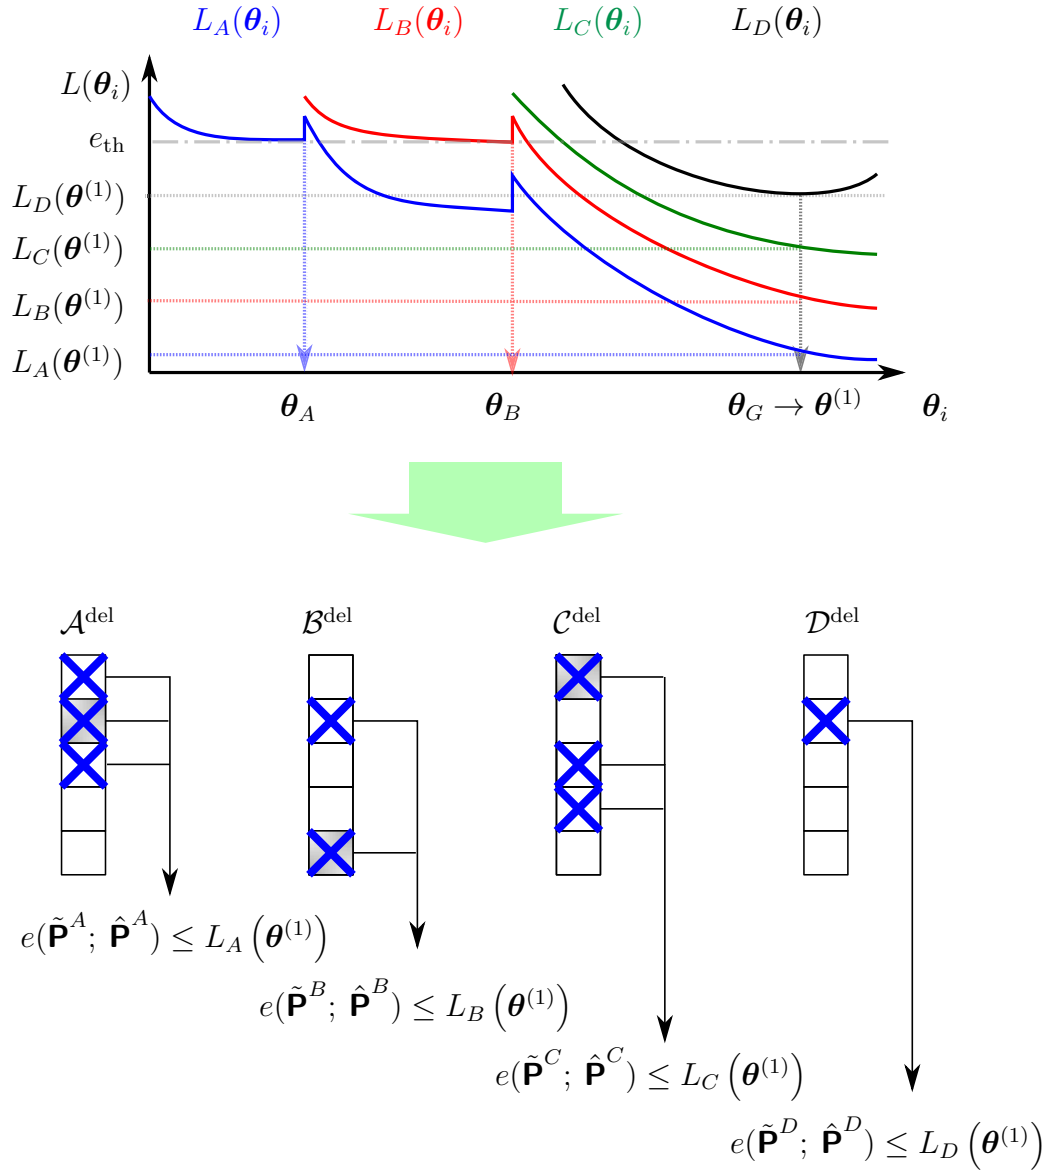 L_A(θ_i) L_B(θ_i) L_C(θ_i) L_D(θ_i)
L(θ_i)
e_th
L_D(θ^(1))
L_C(θ^(1))
L_B(θ^(1))
L_A(θ^(1))
θ_A θ_B θ_G → θ^(1) θ_i
𝒜^del ℬ^del 𝒞^del 𝒟^del
e(P̃^A; P̂^A) ≤ L_A (θ^(1))
e(P̃^B; P̂^B) ≤ L_B (θ^(1))
e(P̃^C; P̂^C) ≤ L_C (θ^(1))
e(P̃^D; P̂^D) ≤ L_D (θ^(1))